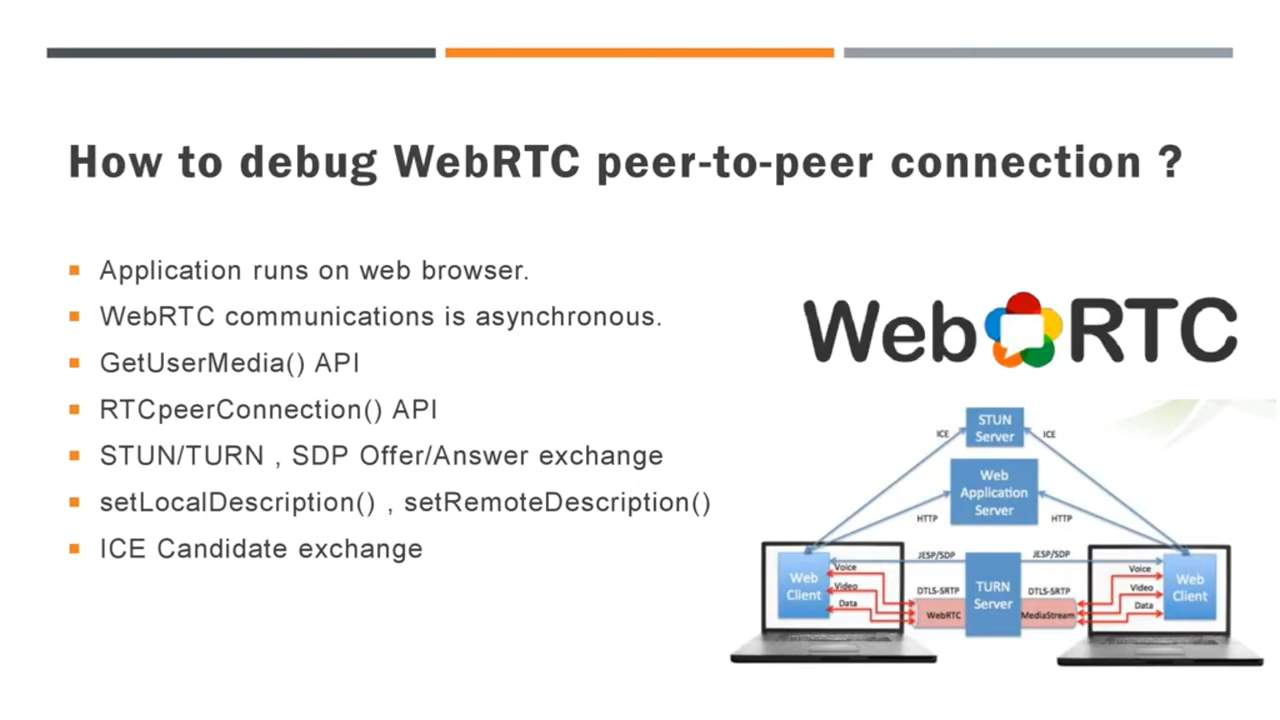 How to debug WebRTC peer-to-peer connection ?
Application runs on web browser.
WebRTC communications is asynchronous.
GetUserMedia() API
RTCpeerConnection() API
STUN/TURN , SDP Offer/Answer exchange
setLocalDescription() , setRemoteDescription()
ICE Candidate exchange
Web RTC
STUN
Server
ICE
ICE
Web
Application
Server
HTTP
HTTP
JESP/SDP
JESP/SDP
Web
Client
Voice
Video
Data
DTLS-SRTP
WebRTC
TURN
Server
DTLS-SRTP
MediaStream
Voice
Video
Data
Web
Client